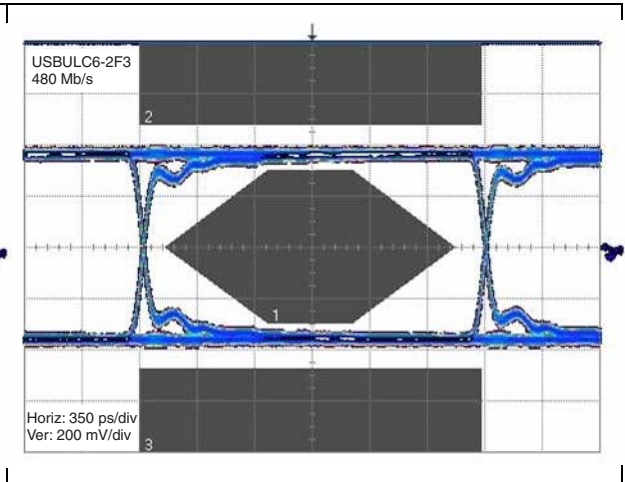 USBULC6-2F3
480 Mb/s
2
1
Horiz: 350 ps/div
Ver: 200 mV/div
3